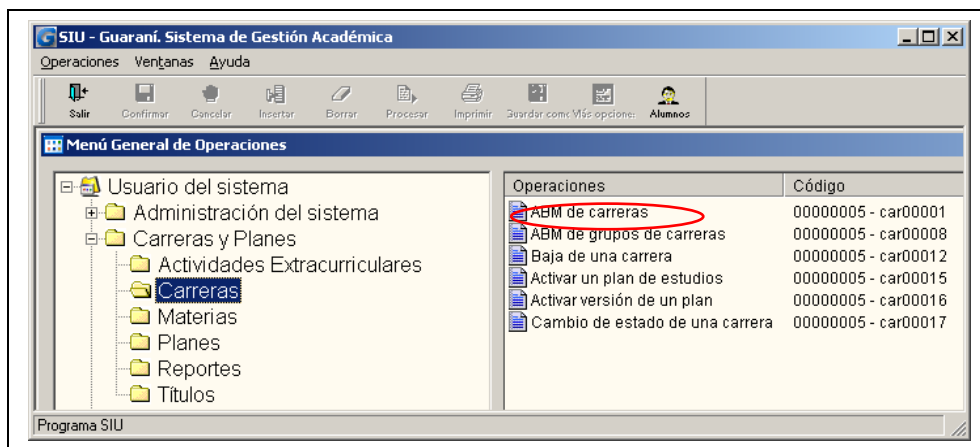 SIU - Guaraní. Sistema de Gestión Académica
Operaciones Ventanas Ayuda
Salir Confirmar Cancelar Insertar Borrar Procesar Imprimir Guardar como Más opciones Alumnos
Menú General de Operaciones
Usuario del sistema
Administración del sistema
Carreras y Planes
Actividades Extracurriculares
Carreras
Materias
Planes
Reportes
Títulos
Operaciones Código
ABM de carreras 00000005 - car00001
ABM de grupos de carreras 00000005 - car00008
Baja de una carrera 00000005 - car00012
Activar un plan de estudios 00000005 - car00015
Activar versión de un plan 00000005 - car00016
Cambio de estado de una carrera 00000005 - car00017
Programa SIU